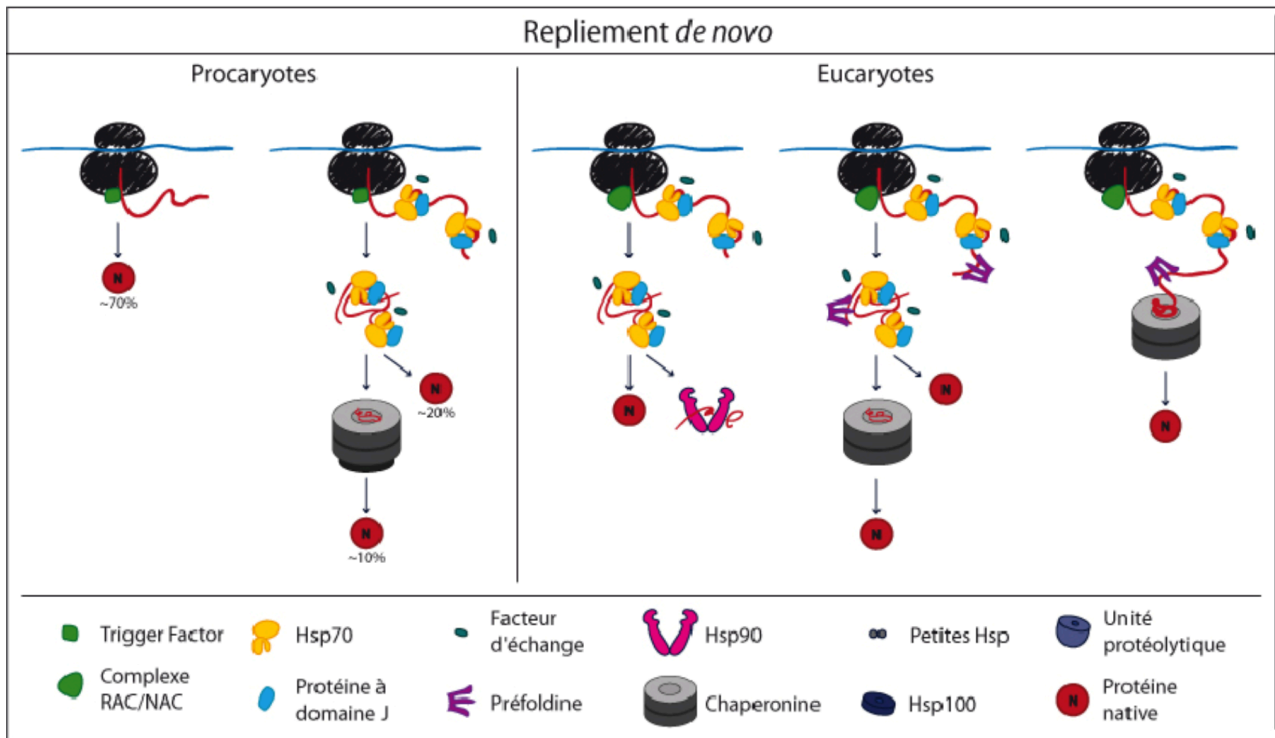 Repliement de novo
Procaryotes
Eucaryotes
N
~70%
N
~20%
N
~10%
N
N
N
N
Trigger Factor
Hsp70
Facteur
d'échange
Hsp90
Petites Hsp
Unité
protéolytique
Complexe
RAC/NAC
Protéine à
domaine J
Préfoldine
Chaperonine
Hsp100
N
Protéine
native